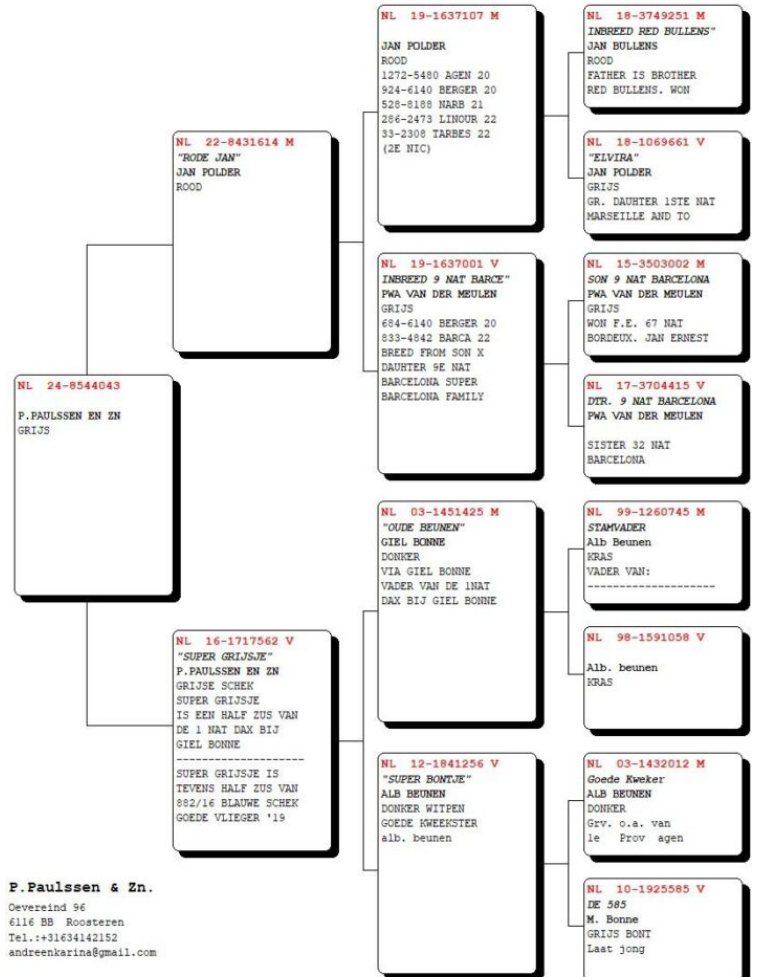 NL 24-8544043
P.PAULSSEN EN ZN
GRIJS
NL 22-8431614 M
"RODE JAN"
JAN POLDER
ROOD
NL 16-1717562 V
"SUPER GRIJSJE"
P.PAULSSEN EN ZN
GRIJSE SCHEK
SUPER GRIJSJE
IS EEN HALF ZUS VAN
DE 1 NAT DAX BIJ
GIEL BONNE
--------------------
SUPER GRIJSJE IS
TEVENS HALF ZUS VAN
882/16 BLAUWE SCHEK
GOEDE VLIEGER '19
NL 19-1637107 M
JAN POLDER
ROOD
1272-5480 AGEN 20
924-6140 BERGER 20
528-8188 NARB 21
286-2473 LINOUR 22
33-2308 TARBES 22
(2E NIC)
NL 19-1637001 V
INBREED 9 NAT BARCE"
PWA VAN DER MEULEN
GRIJS
684-6140 BERGER 20
833-4842 BARCA 22
BREED FROM SON X
DAUHTER 9E NAT
BARCELONA SUPER
BARCELONA FAMILY
NL 03-1451425 M
"OUDE BEUNEN"
GIEL BONNE
DONKER
VIA GIEL BONNE
VADER VAN DE 1NAT
DAX BIJ GIEL BONNE
NL 12-1841256 V
"SUPER BONTJE"
ALB BEUNEN
DONKER WITPEN
GOEDE KWEEKSTER
alb. beunen
NL 18-3749251 M
INBREED RED BULLENS"
JAN BULLENS
ROOD
FATHER IS BROTHER
RED BULLENS. WON
NL 18-1069661 V
"ELVIRA"
JAN POLDER
GRIJS
GR. DAUHTER 1STE NAT
MARSEILLE AND TO
NL 15-3503002 M
SON 9 NAT BARCELONA
PWA VAN DER MEULEN
GRIJS
WON F.E. 67 NAT
BORDEUX. JAN ERNEST
NL 17-3704415 V
DTR. 9 NAT BARCELONA
PWA VAN DER MEULEN
SISTER 32 NAT
BARCELONA
NL 99-1260745 M
STAMVADER
Alb Beunen
KRAS
VADER VAN:
--------------------
NL 98-1591058 V
Alb. beunen
KRAS
NL 03-1432012 M
Goede Kweker
ALB BEUNEN
DONKER
Grv. o.a. van
1e Prov agen
NL 10-1925585 V
DE 585
M. Bonne
GRIJS BONT
Laat jong
P.Paulssen & Zn.
Oevereind 96
6116 BB Roosteren
Tel.:+31634142152
andreenkarina@gmail.com